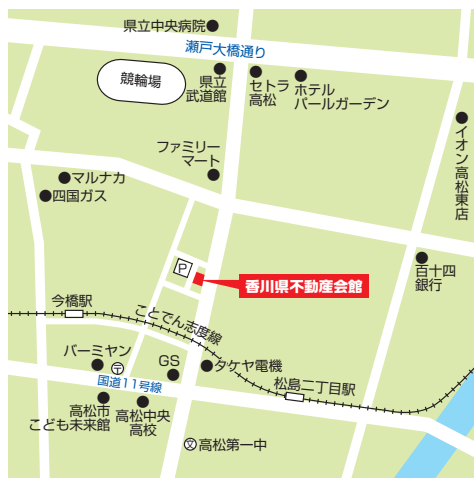 県立中央病院
瀬戸大橋通り
競輪場
県立
武道館
セトラ
高松
ホテル
パールガーデン
イオン高松東店
ファミリー
マート
マルナカ
四国ガス
P
香川県不動産会館
百十四
銀行
今橋駅
ことでん志度線
バーミヤン
〒
GS
タケヤ電機
国道11号線
松島二丁目駅
高松市
こども未来館
高松中央
高校
文
高松第一中